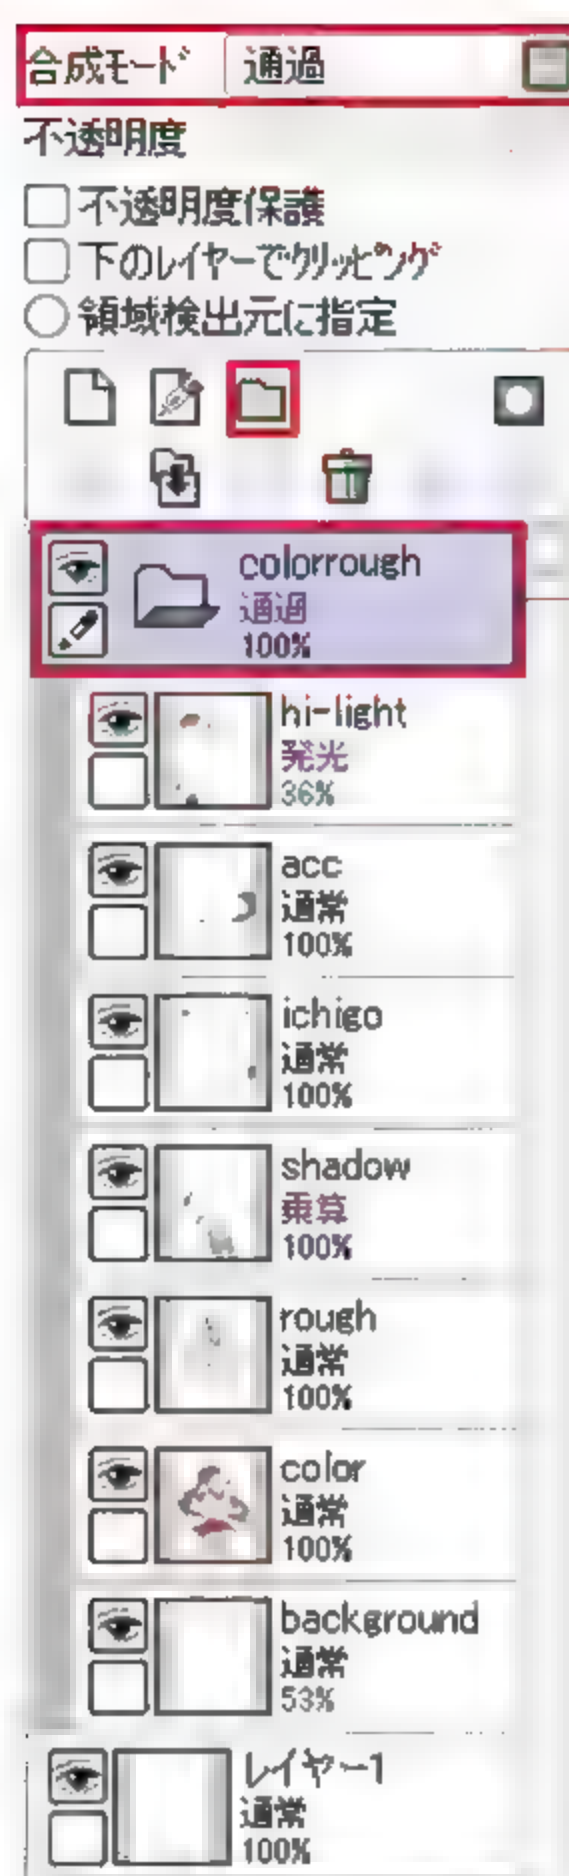 合成モード 通過
不透明度
不透明度保護
下のレイヤーでクリッピング
領域検出元に指定
colorrough
通過
100%
hi-light
発光
36%
acc
通常
100%
ichigo
通常
100%
shadow
乗算
100%
rough
通常
100%
color
通常
100%
background
通常
53%
レイヤー1
通常
100%